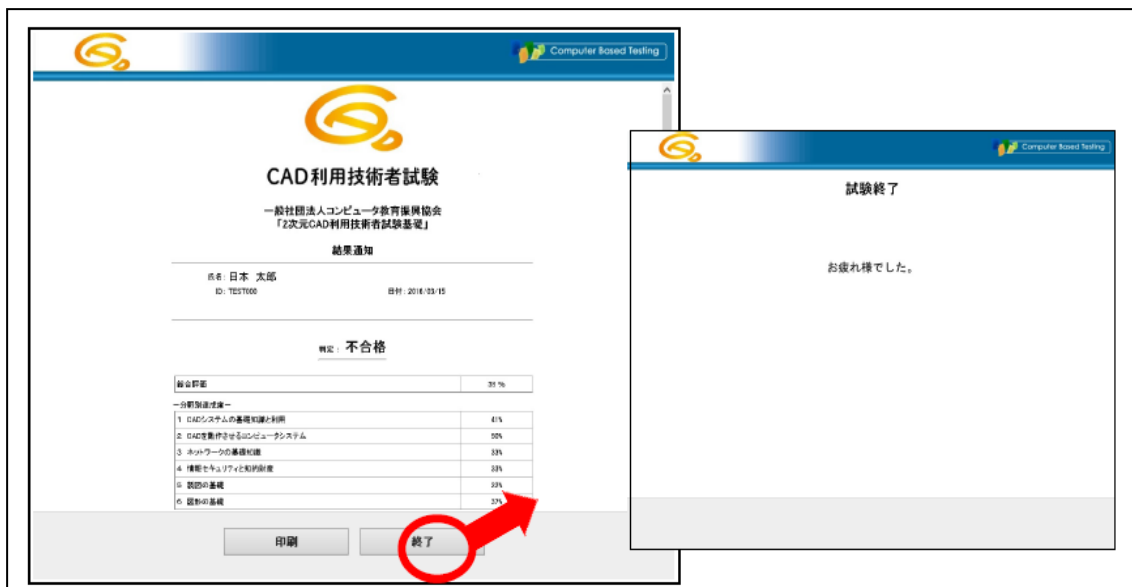 Computer Based Testing
CAD利用技術者試験
一般社団法人コンピュータ教育振興協会
「2次元CAD利用技術者試験基礎」
結果通知
氏名: 日本 太郎
ID: TEST000 日付: 2016/03/15
判定: 不合格
総合評価
ー分野別達成度ー
1 CADシステムの基礎知識と利用 41%
2 CADを動作させるコンピュータシステム 50%
3 ネットワークの基礎知識 33%
4 情報セキュリティと知的財産 33%
5 製図の基礎 33%
6 図形の基礎 37%
印刷 終了
Computer Based Testing
試験終了
お疲れ様でした。